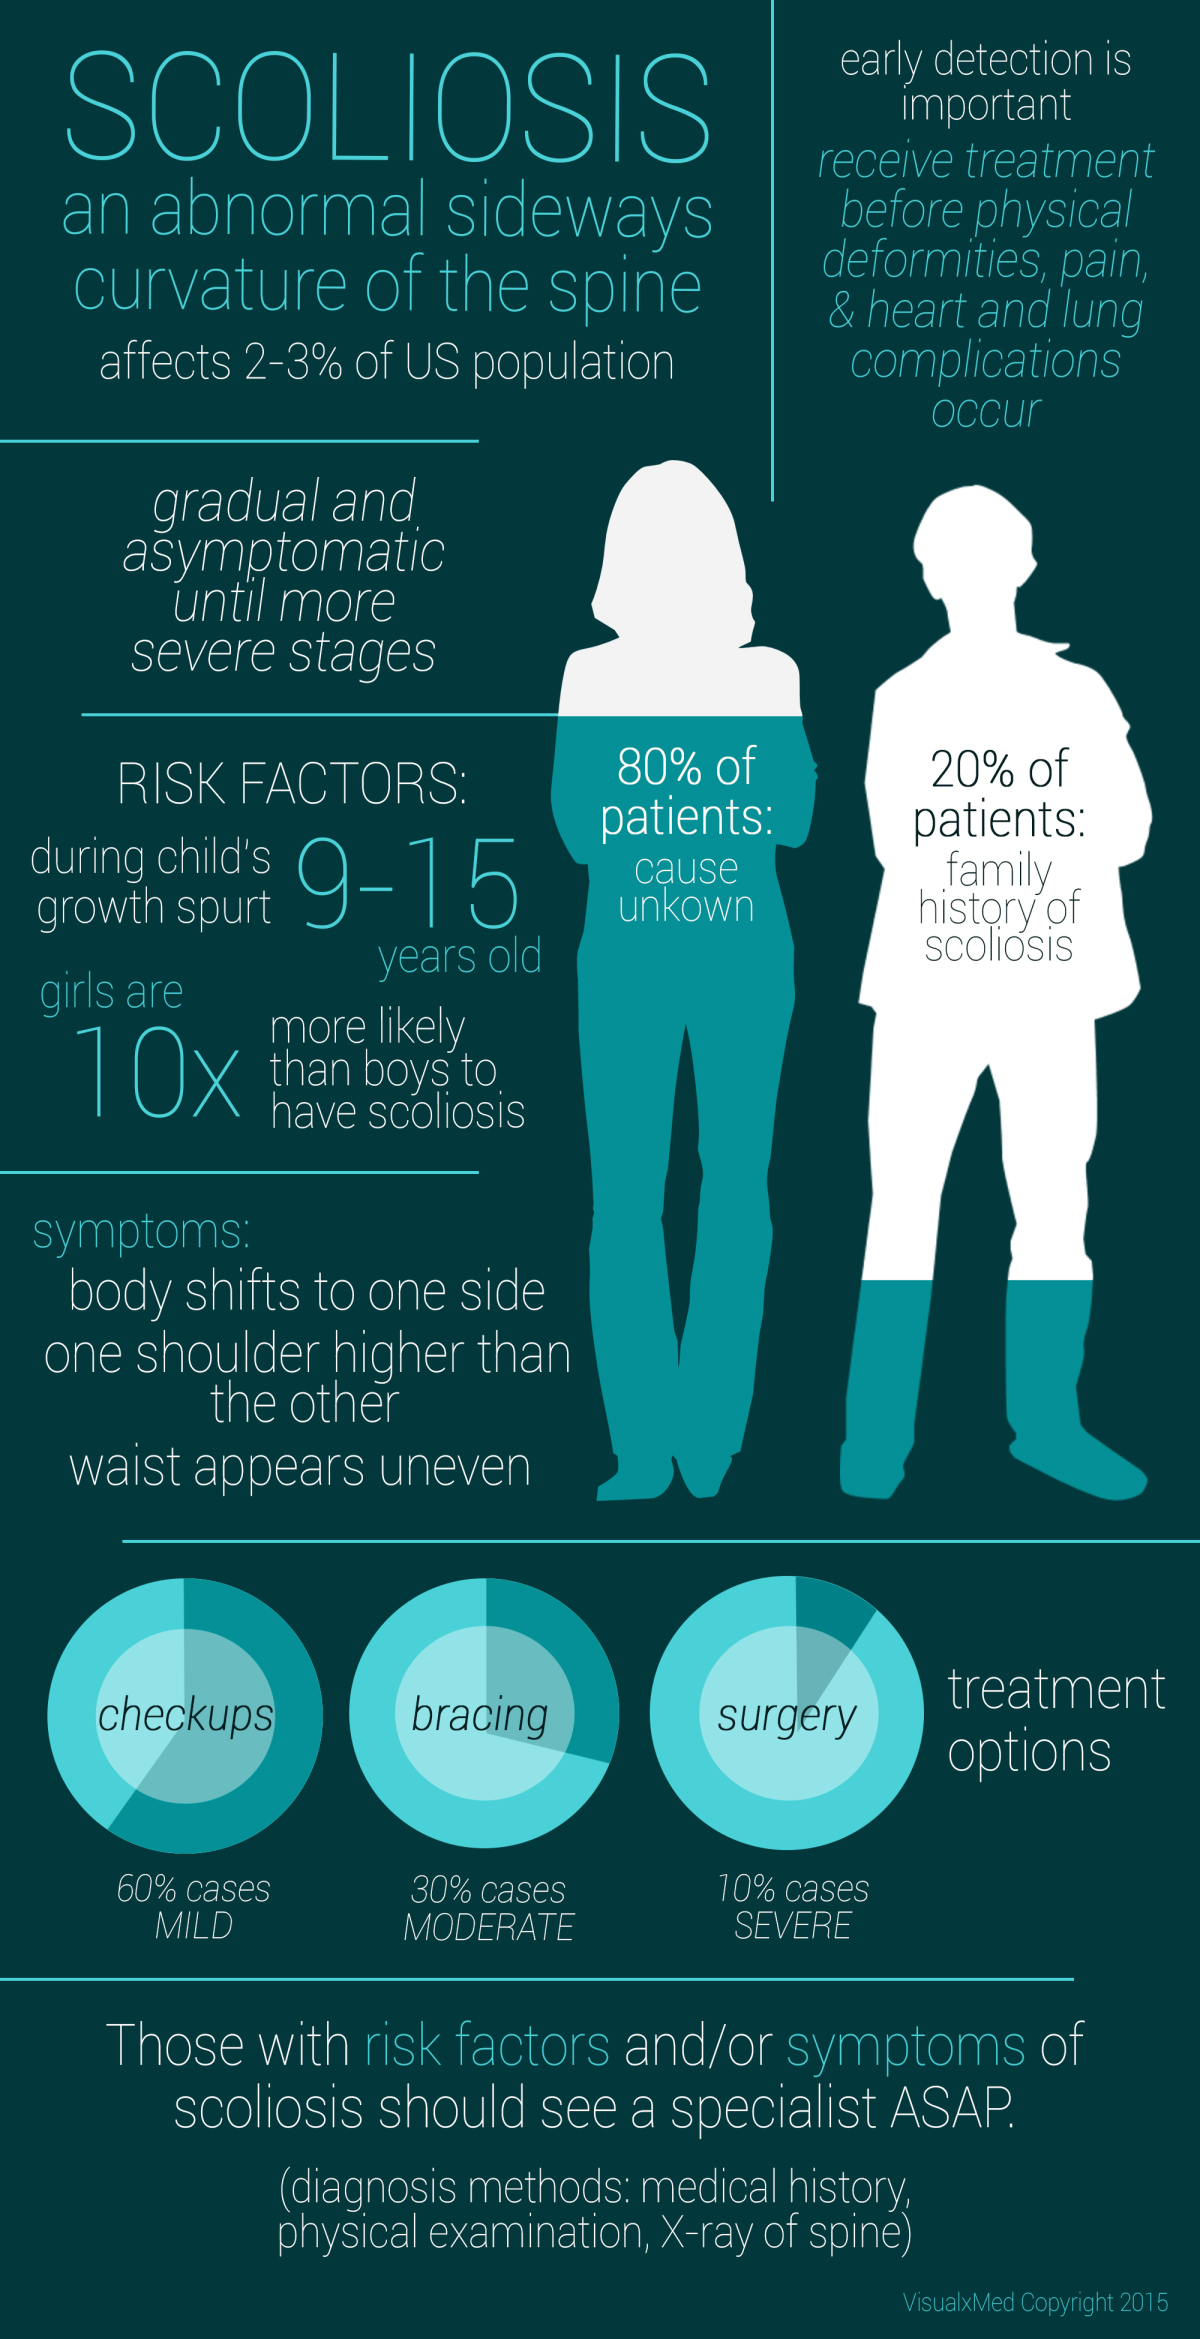 SCOLIOSIS
an abnormal sideways
curvature of the spine
affects 2-3% of US population
early detection is
important
receive treatment
before physical
deformities, pain,
& heart and lung
complications
occur
gradual and
asymptomatic
until more
severe stages
RISK FACTORS:
during child's
growth spurt
9-15
years old
girls are
10x
more likely
than boys to
have scoliosis
80% of
patients:
cause
unkown
20% of
patients:
family
history of
scoliosis
symptoms:
body shifts to one side
one shoulder higher than
the other
waist appears uneven
checkups
60% cases
MILD
bracing
30% cases
MODERATE
surgery
10% cases
SEVERE
treatment
options
Those with risk factors and/or symptoms of
scoliosis should see a specialist ASAP.
(diagnosis methods: medical history,
physical examination, X-ray of spine)
VisualxMed Copyright 2015